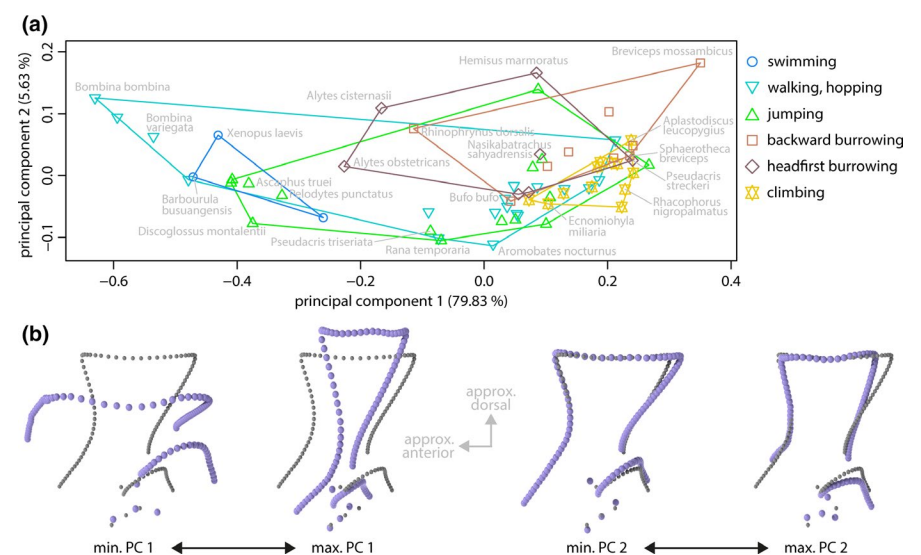 (a)
principal component 2 (5.63 %)
0.2
0.1
0.0
−0.1
−0.6
−0.4
−0.2
0.0
0.2
0.4
principal component 1 (79.83 %)
Bombina bombina
Bombina
variegata
Xenopus laevis
Barbourula
busuangensis
Discoglossus montalentii
Ascaphus truei
Pelodytes punctatus
Pseudacris triseriata
Rana temporaria
Aromobates nocturnus
Alytes cisternasii
Alytes obstetricans
Hemisus marmoratus
Rhinophrynus dorsalis
Nasikabatrachus
sahyadrensis
Bufo bufo
Ecnomiohyla
miliaria
Breviceps mossambicus
Aplastodiscus
leucopygius
Sphaerotheca
breviceps
Pseudacris
streckeri
Rhacophorus
nigropalmatus
swimming
walking, hopping
jumping
backward burrowing
headfirst burrowing
climbing
(b)
approx.
dorsal
approx.
anterior
min. PC 1
max. PC 1
min. PC 2
max. PC 2